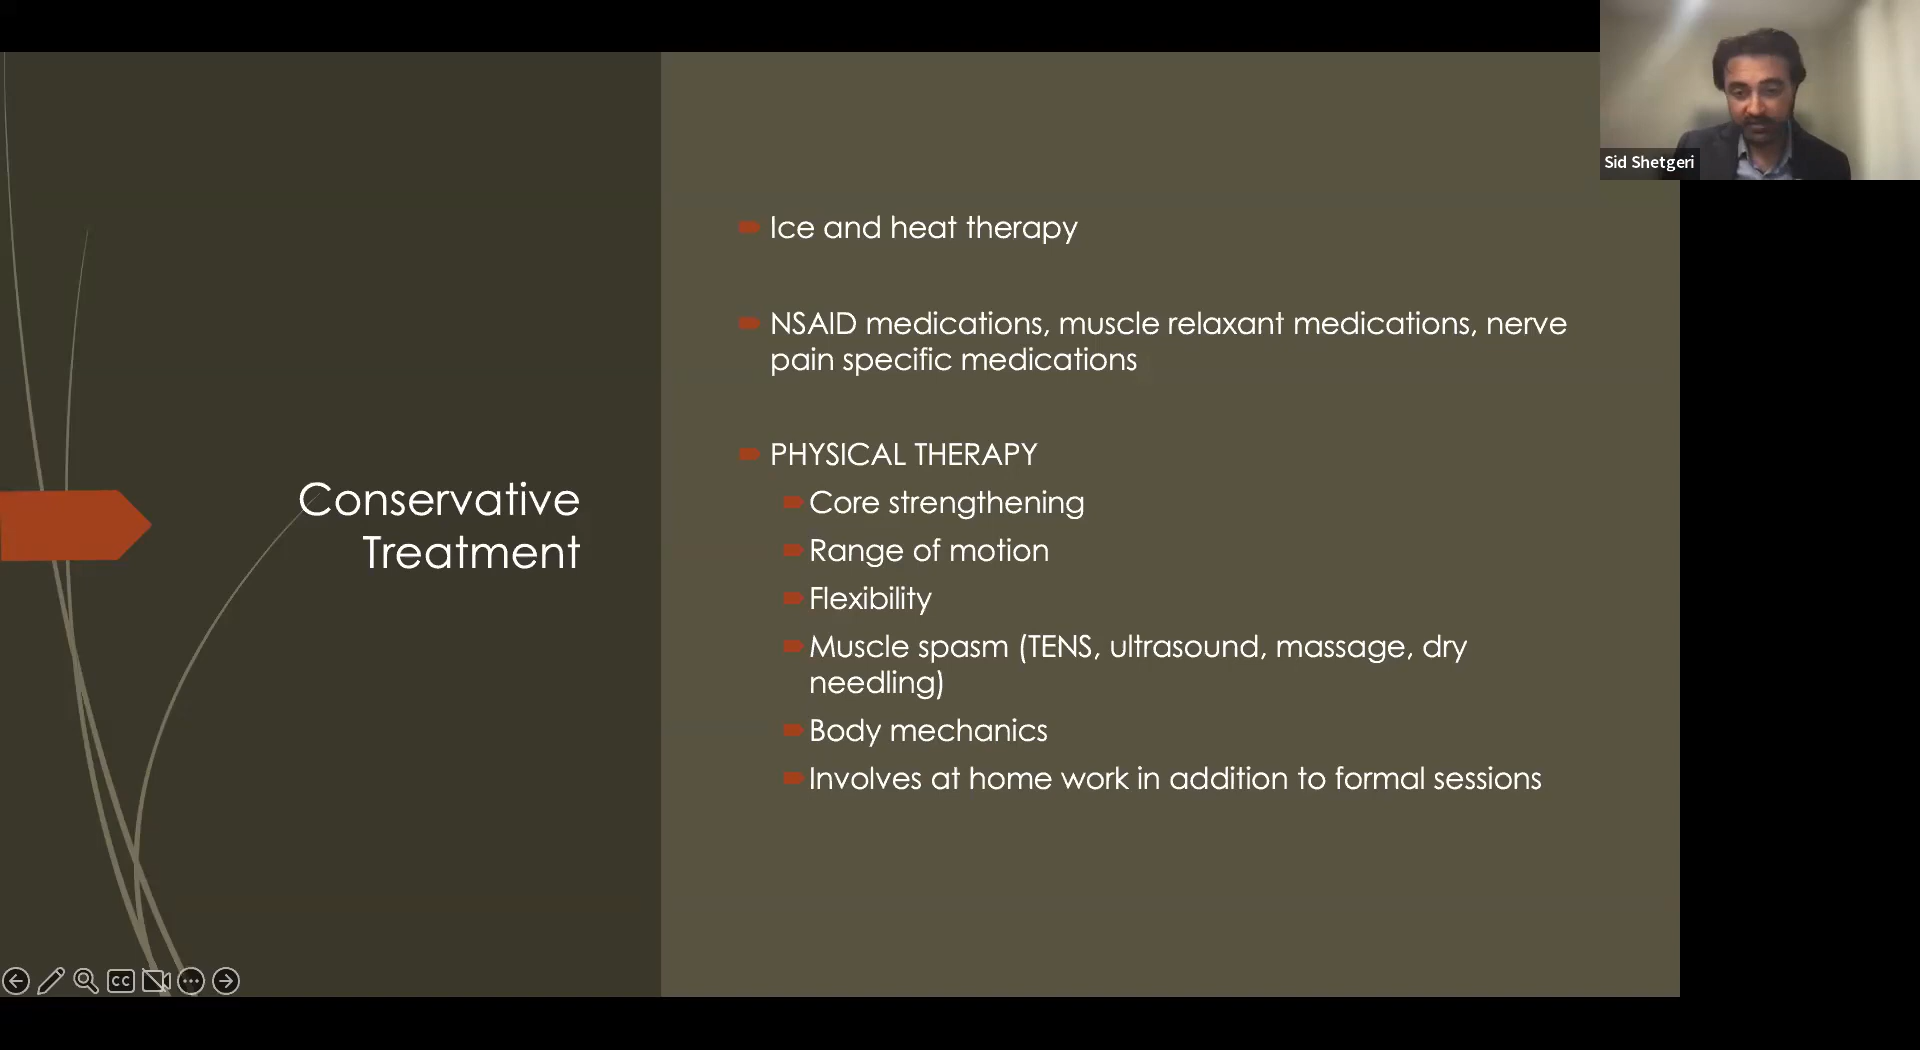 Sid Shetgeri
Conservative
Treatment
Ice and heat therapy
NSAID medications, muscle relaxant medications, nerve
pain specific medications
PHYSICAL THERAPY
Core strengthening
Range of motion
Flexibility
Muscle spasm (TENS, ultrasound, massage, dry
needling)
Body mechanics
Involves at home work in addition to formal sessions
CC